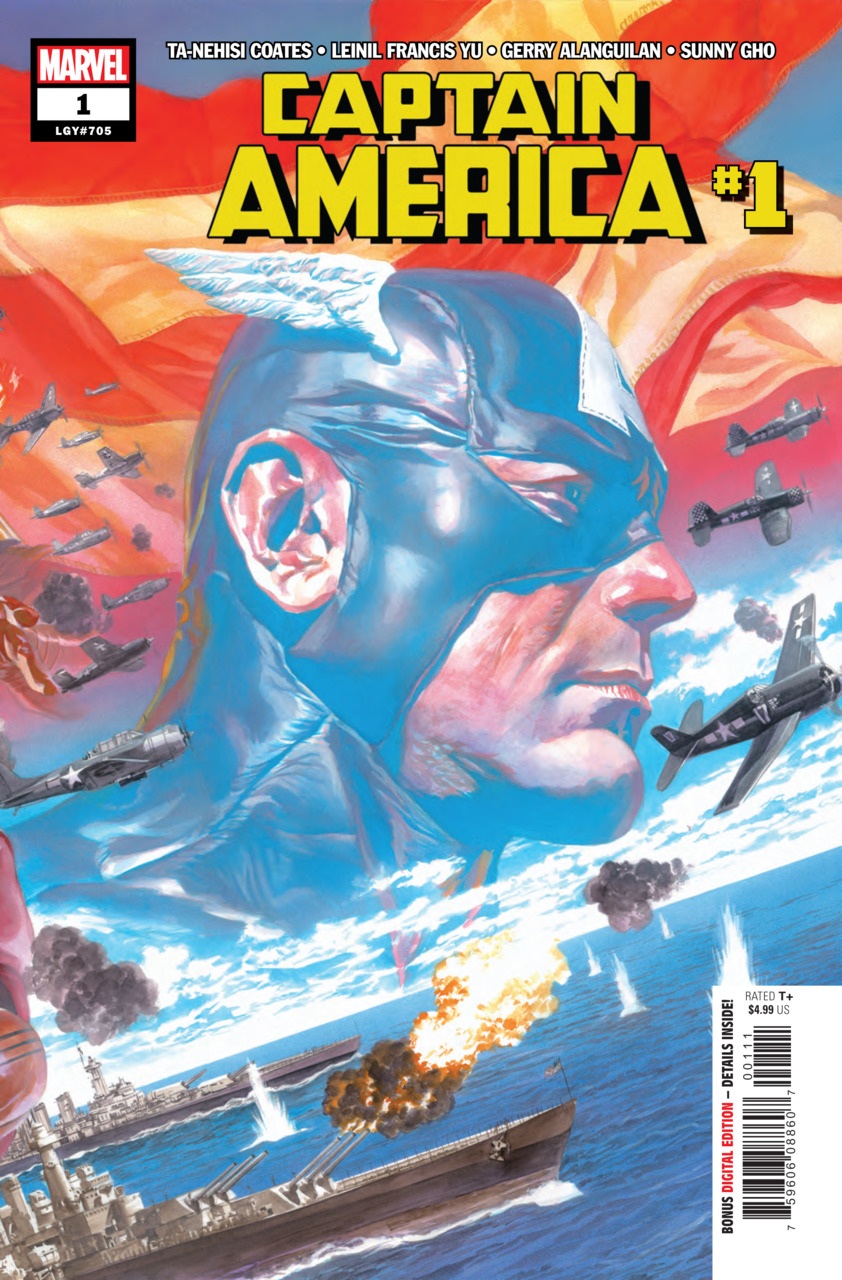 TA-NEHISI COATES • LEINIL FRANCIS YU • GERRY ALANGUILAN • SUNNY GHO
MARVEL
1
LGY#705
CAPTAIN
AMERICA #1
17
RATED T+
$4.99 US
BONUS DIGITAL EDITION – DETAILS INSIDE!
00111
7 59606 08860 7